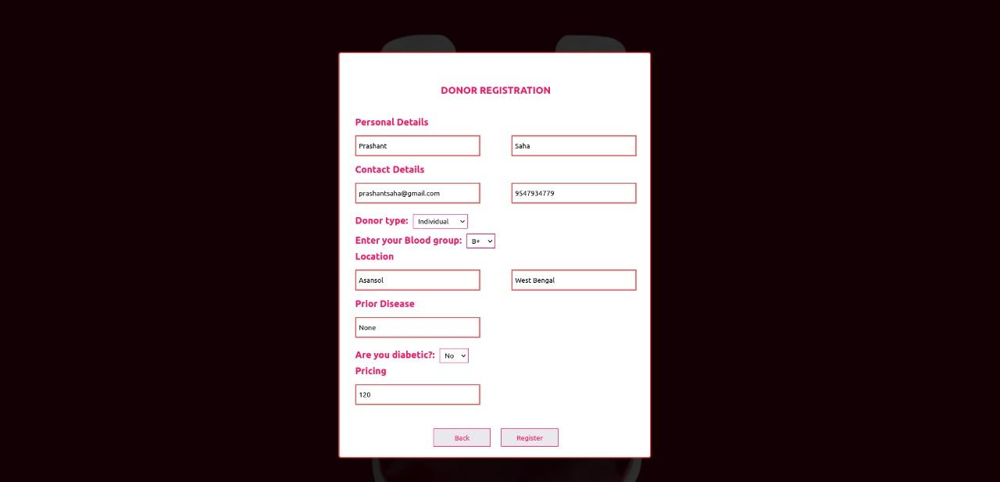 DONOR REGISTRATION
Personal Details
Prashant Saha
Contact Details
prashantsaha@gmail.com 9547934779
Donor type: Individual
Enter your Blood group: B+
Location
Asansol West Bengal
Prior Disease
None
Are you diabetic?: No
Pricing
120
Back Register